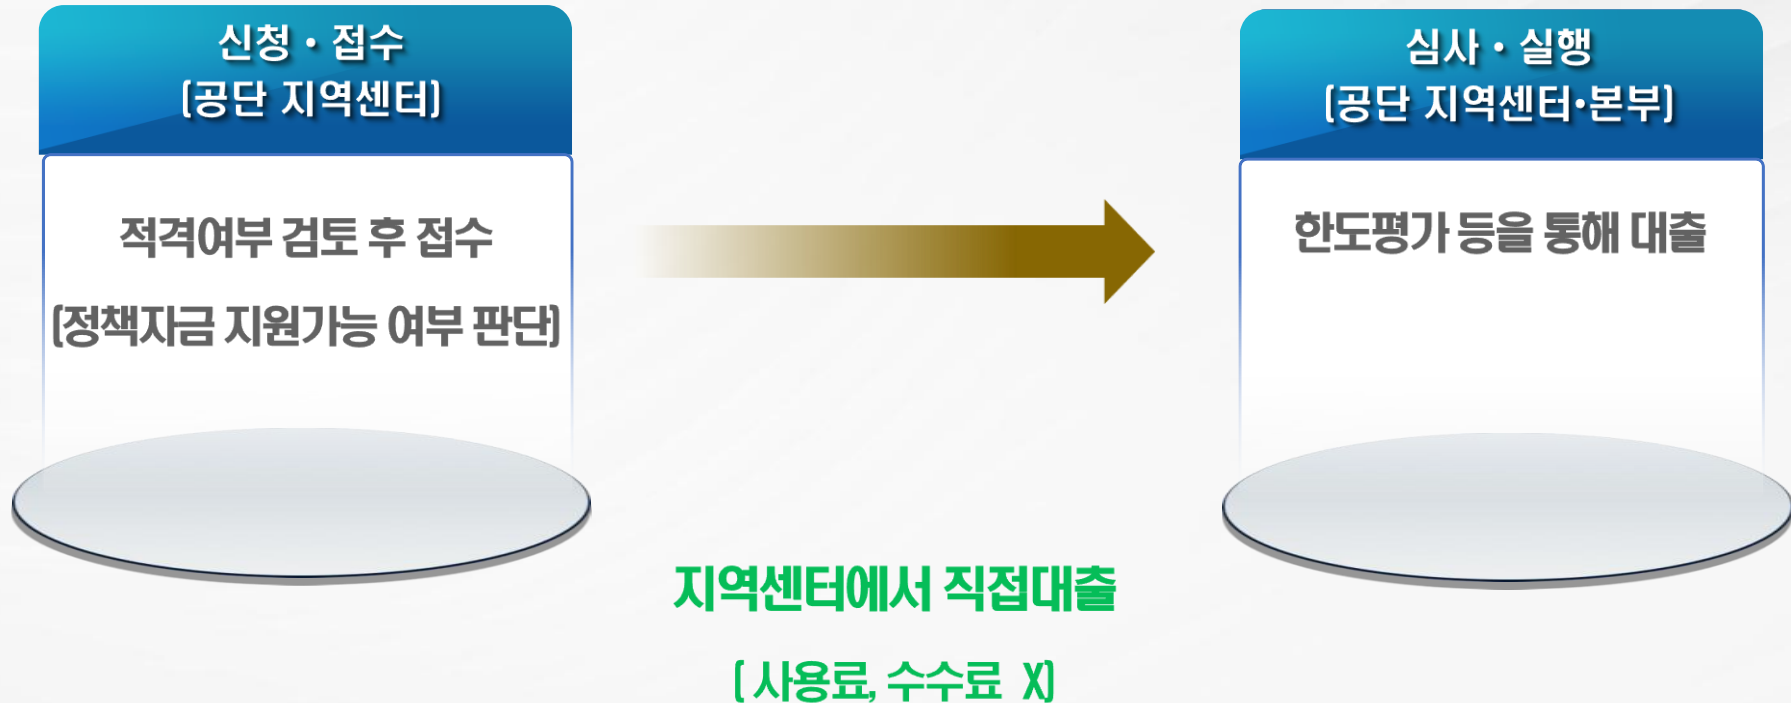 신청・접수
(공단 지역센터)
적격여부 검토 후 접수
(정책자금 지원가능 여부 판단)
심사・실행
(공단 지역센터・본부)
한도평가 등을 통해 대출
지역센터에서 직접대출
( 사용료, 수수료 X)